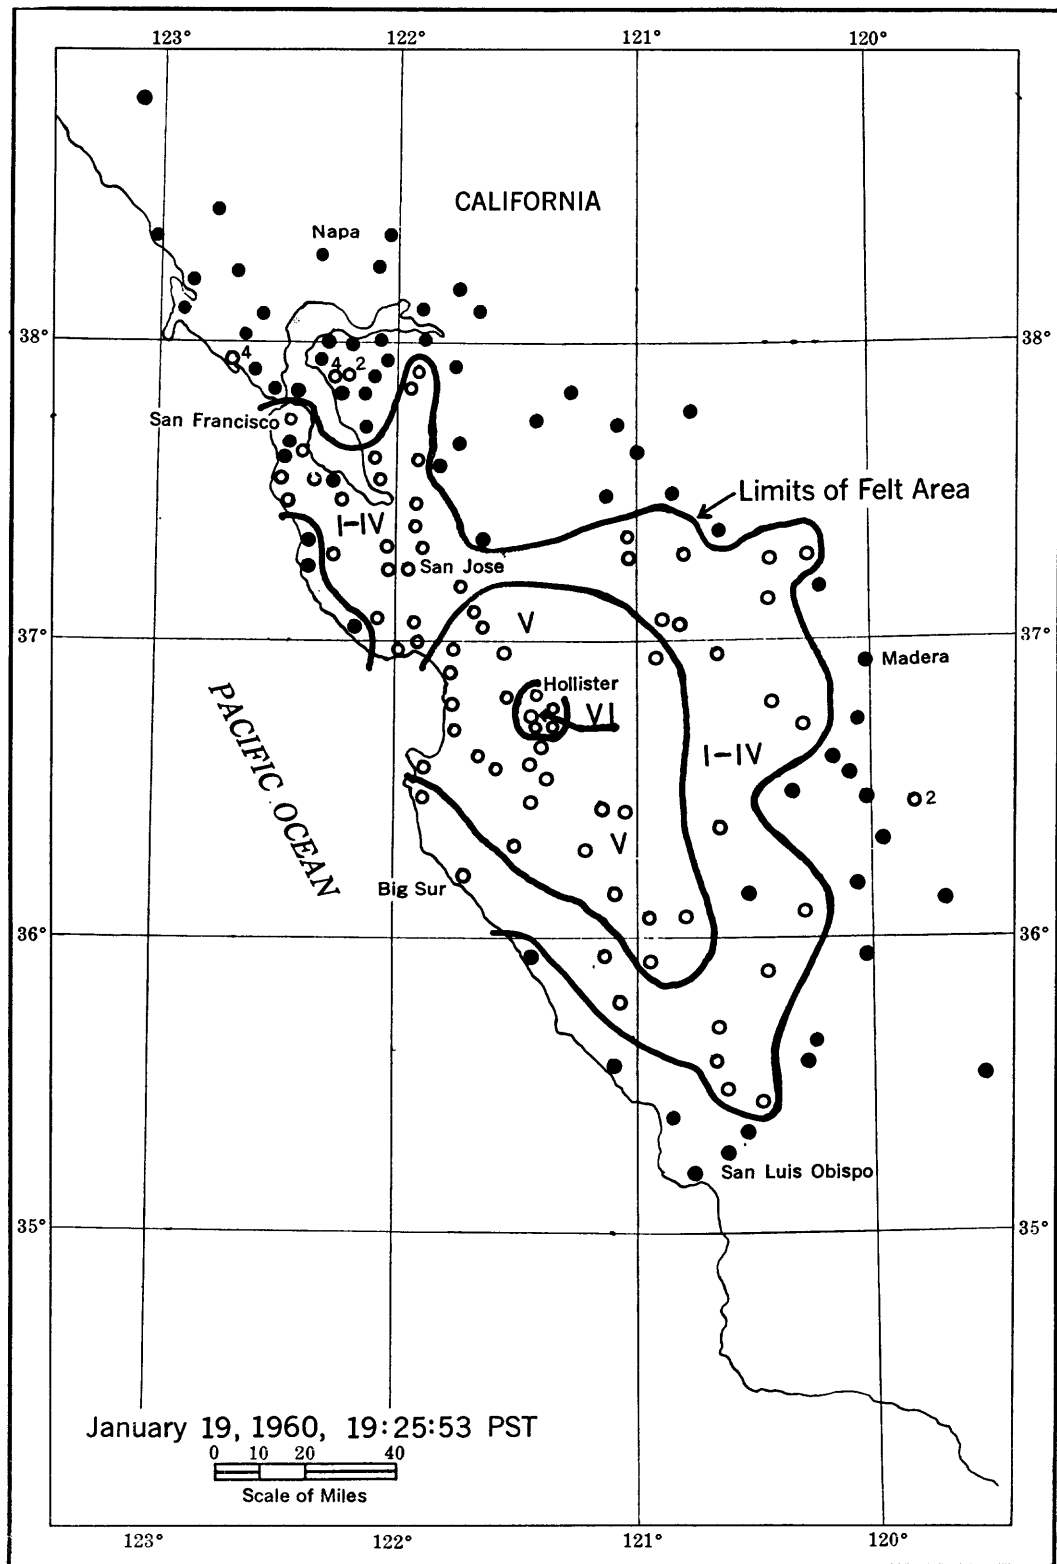 123° 122° 121° 120°
CALIFORNIA
Napa
38° 38°
4
4 2
San Francisco
Limits of Felt Area
I-IV
San Jose
V
37° 37°
Madera
Hollister
VI
I-IV
PACIFIC OCEAN
2
V
Big Sur
36° 36°
San Luis Obispo
35° 35°
January 19, 1960, 19:25:53 PST
0 10 20 40
Scale of Miles
123° 122° 121° 120°